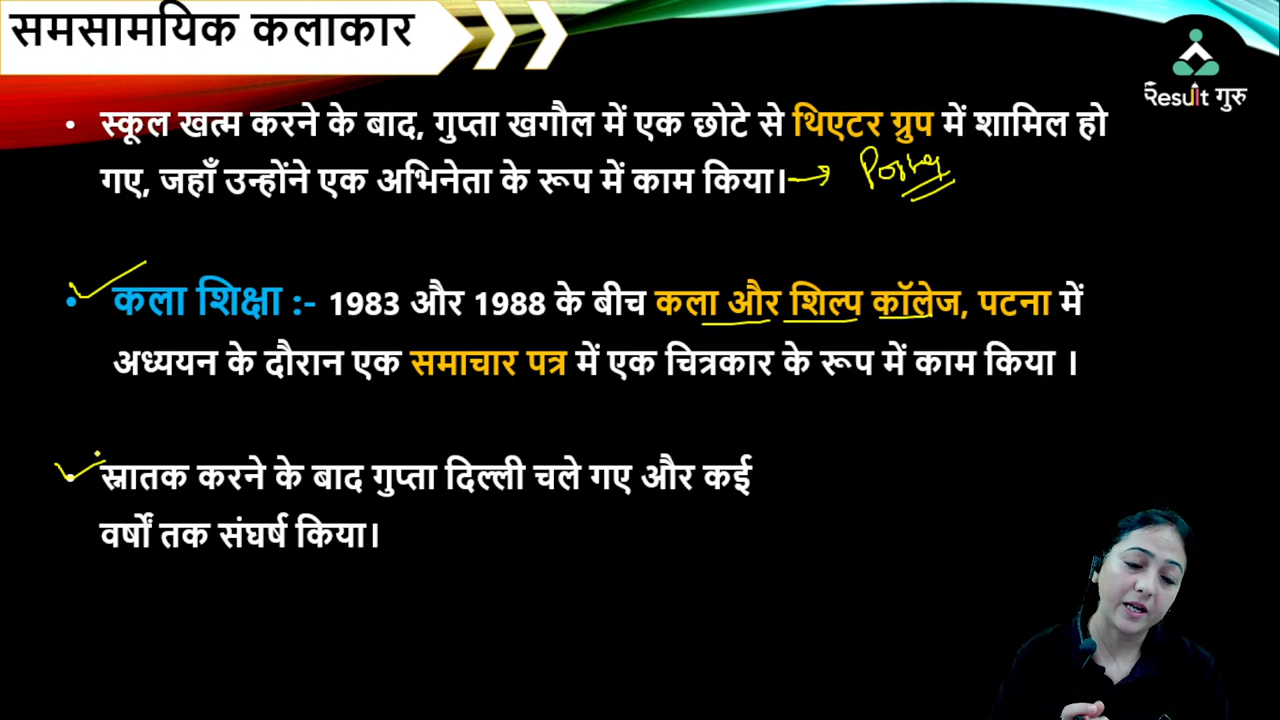 समसामयिक कलाकार
Result गुरु
• स्कूल खत्म करने के बाद, गुप्ता खगौल में एक छोटे से थिएटर ग्रुप में शामिल हो
गए, जहाँ उन्होंने एक अभिनेता के रूप में काम किया।
• कला शिक्षा :- 1983 और 1988 के बीच कला और शिल्प कॉलेज, पटना में
अध्ययन के दौरान एक समाचार पत्र में एक चित्रकार के रूप में काम किया ।
• स्नातक करने के बाद गुप्ता दिल्ली चले गए और कई
वर्षों तक संघर्ष किया।